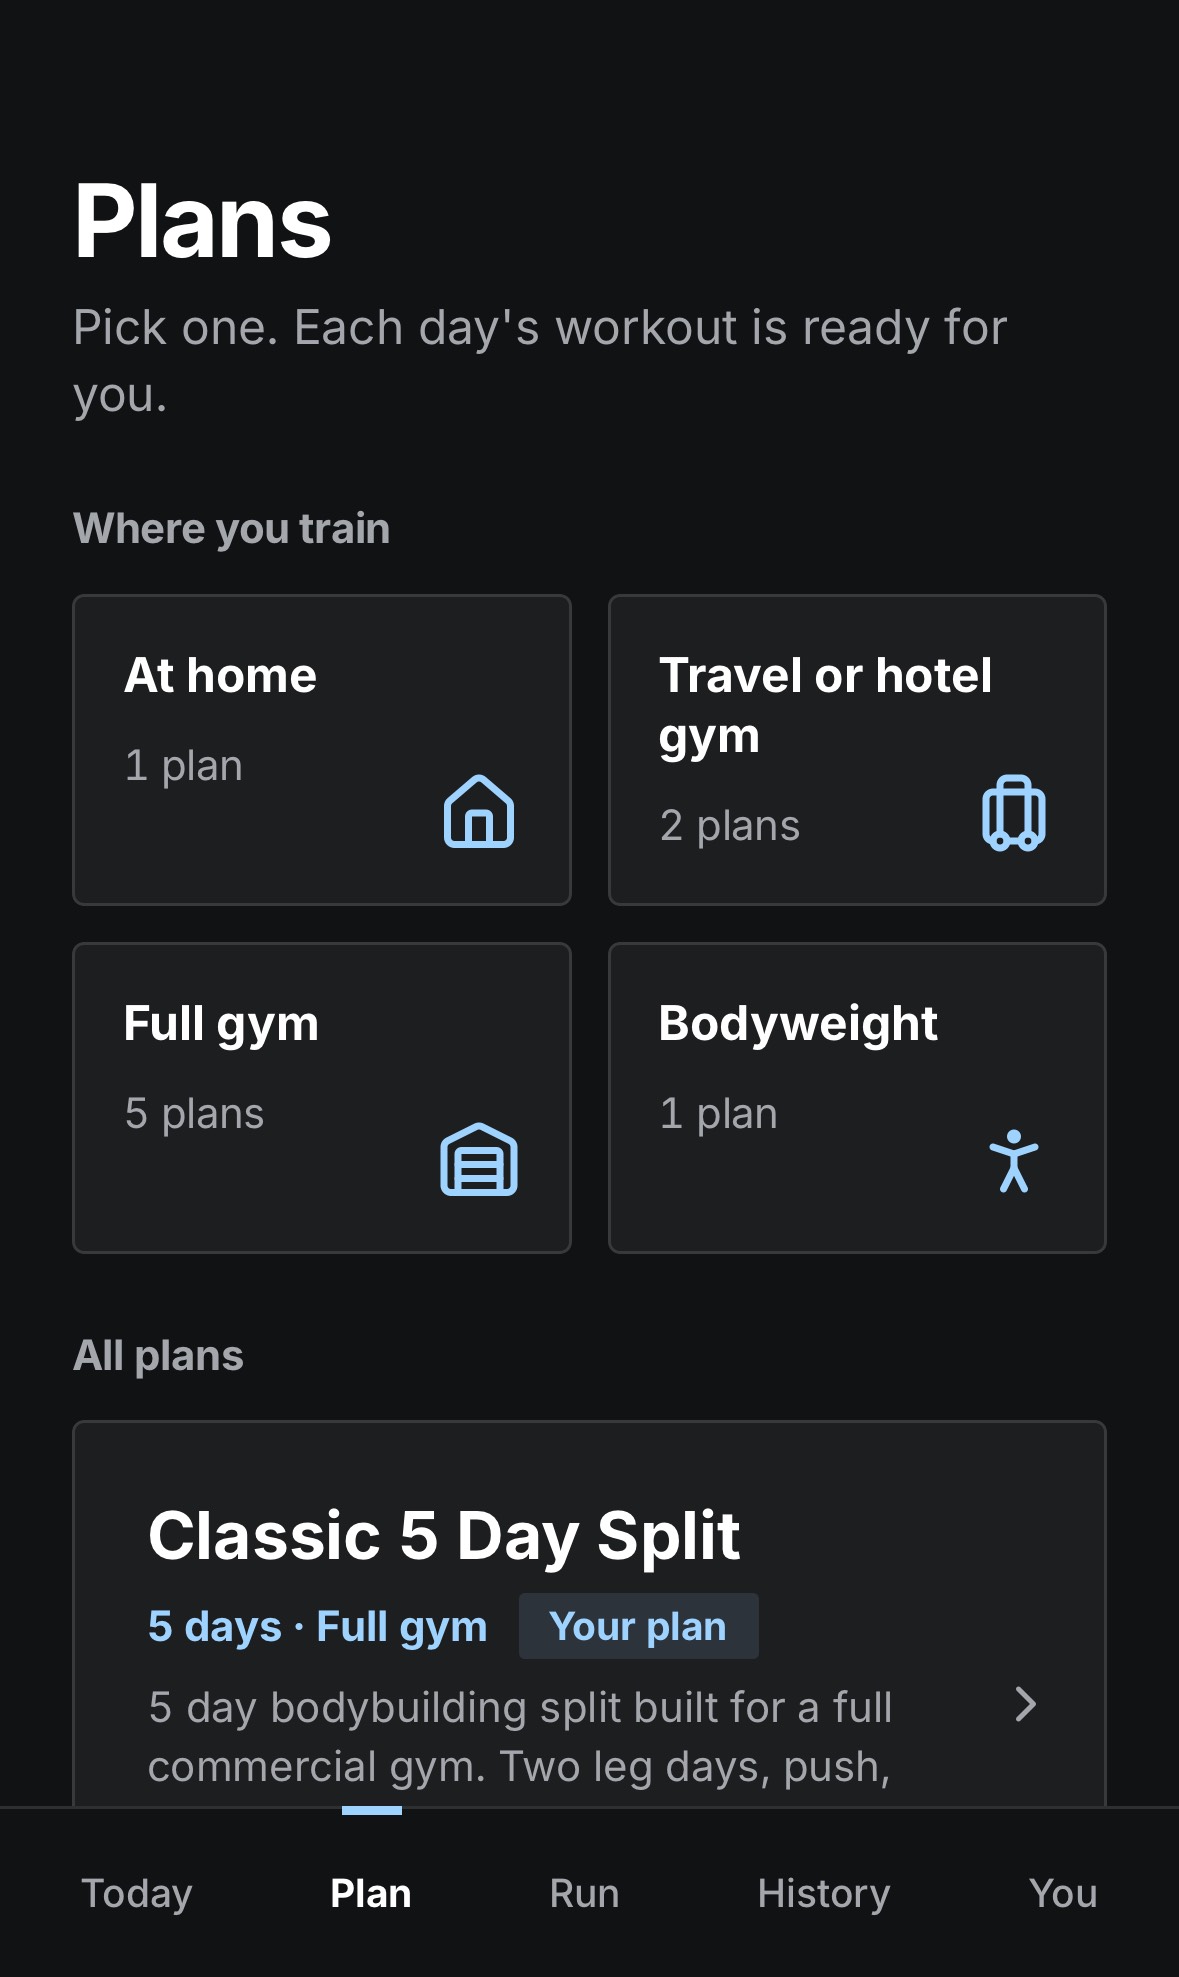 Plans
Pick one. Each day's workout is ready for
you.
Where you train
At home
1 plan
Travel or hotel
gym
2 plans
Full gym
5 plans
Bodyweight
1 plan
All plans
Classic 5 Day Split
5 days · Full gym
Your plan
5 day bodybuilding split built for a full
commercial gym. Two leg days, push,
Today
Plan
Run
History
You